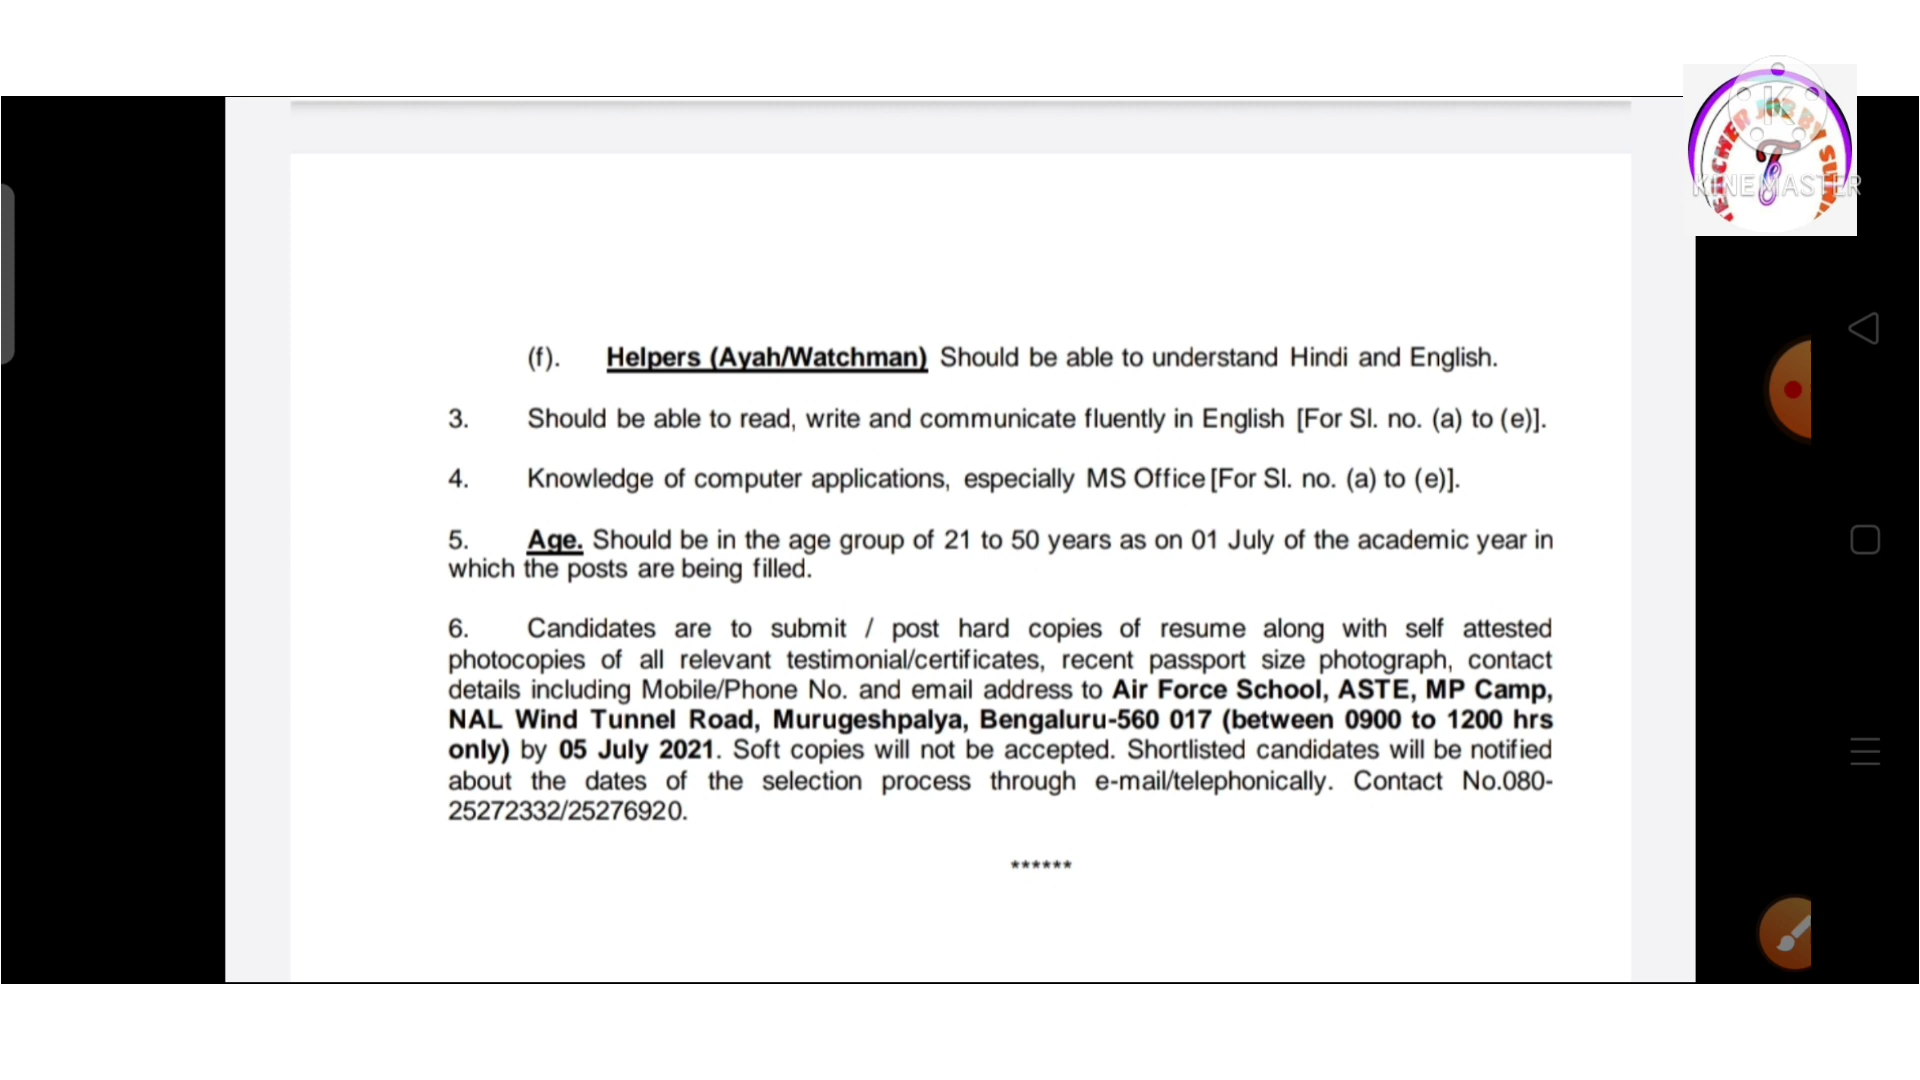 (f). Helpers (Ayah/Watchman) Should be able to understand Hindi and English.
3. Should be able to read, write and communicate fluently in English [For Sl. no. (a) to (e)].
4. Knowledge of computer applications, especially MS Office [For Sl. no. (a) to (e)].
5. Age. Should be in the age group of 21 to 50 years as on 01 July of the academic year in
which the posts are being filled.
6. Candidates are to submit / post hard copies of resume along with self attested
photocopies of all relevant testimonial/certificates, recent passport size photograph, contact
details including Mobile/Phone No. and email address to Air Force School, ASTE, MP Camp,
NAL Wind Tunnel Road, Murugeshpalya, Bengaluru-560 017 (between 0900 to 1200 hrs
only) by 05 July 2021. Soft copies will not be accepted. Shortlisted candidates will be notified
about the dates of the selection process through e-mail/telephonically. Contact No.080-
25272332/25276920.
******
K
JOB BY
KINEMASTER